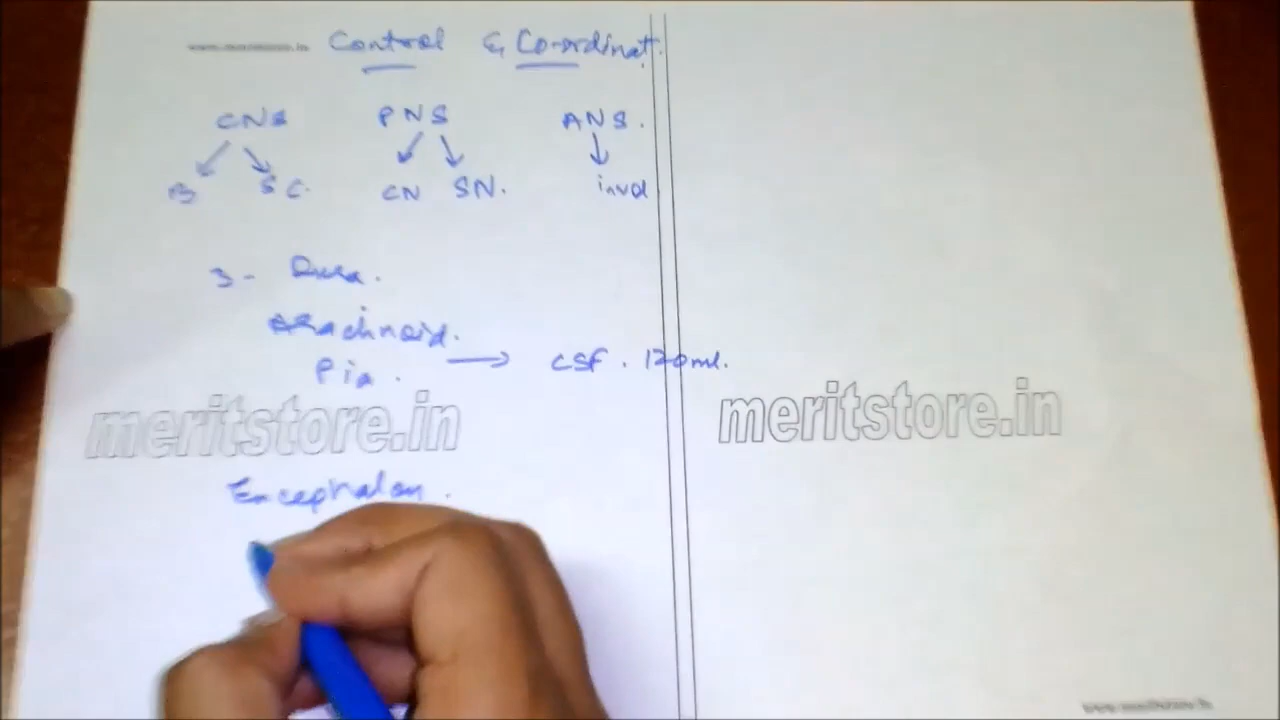 Control & Co-ordinat.
CNS PNS ANS.
B SC. CN SN. invol
3 - Dura.
Arachnoid.
Pia. → CSF. 120ml.
meritstore.in meritstore.in
Encephalon.